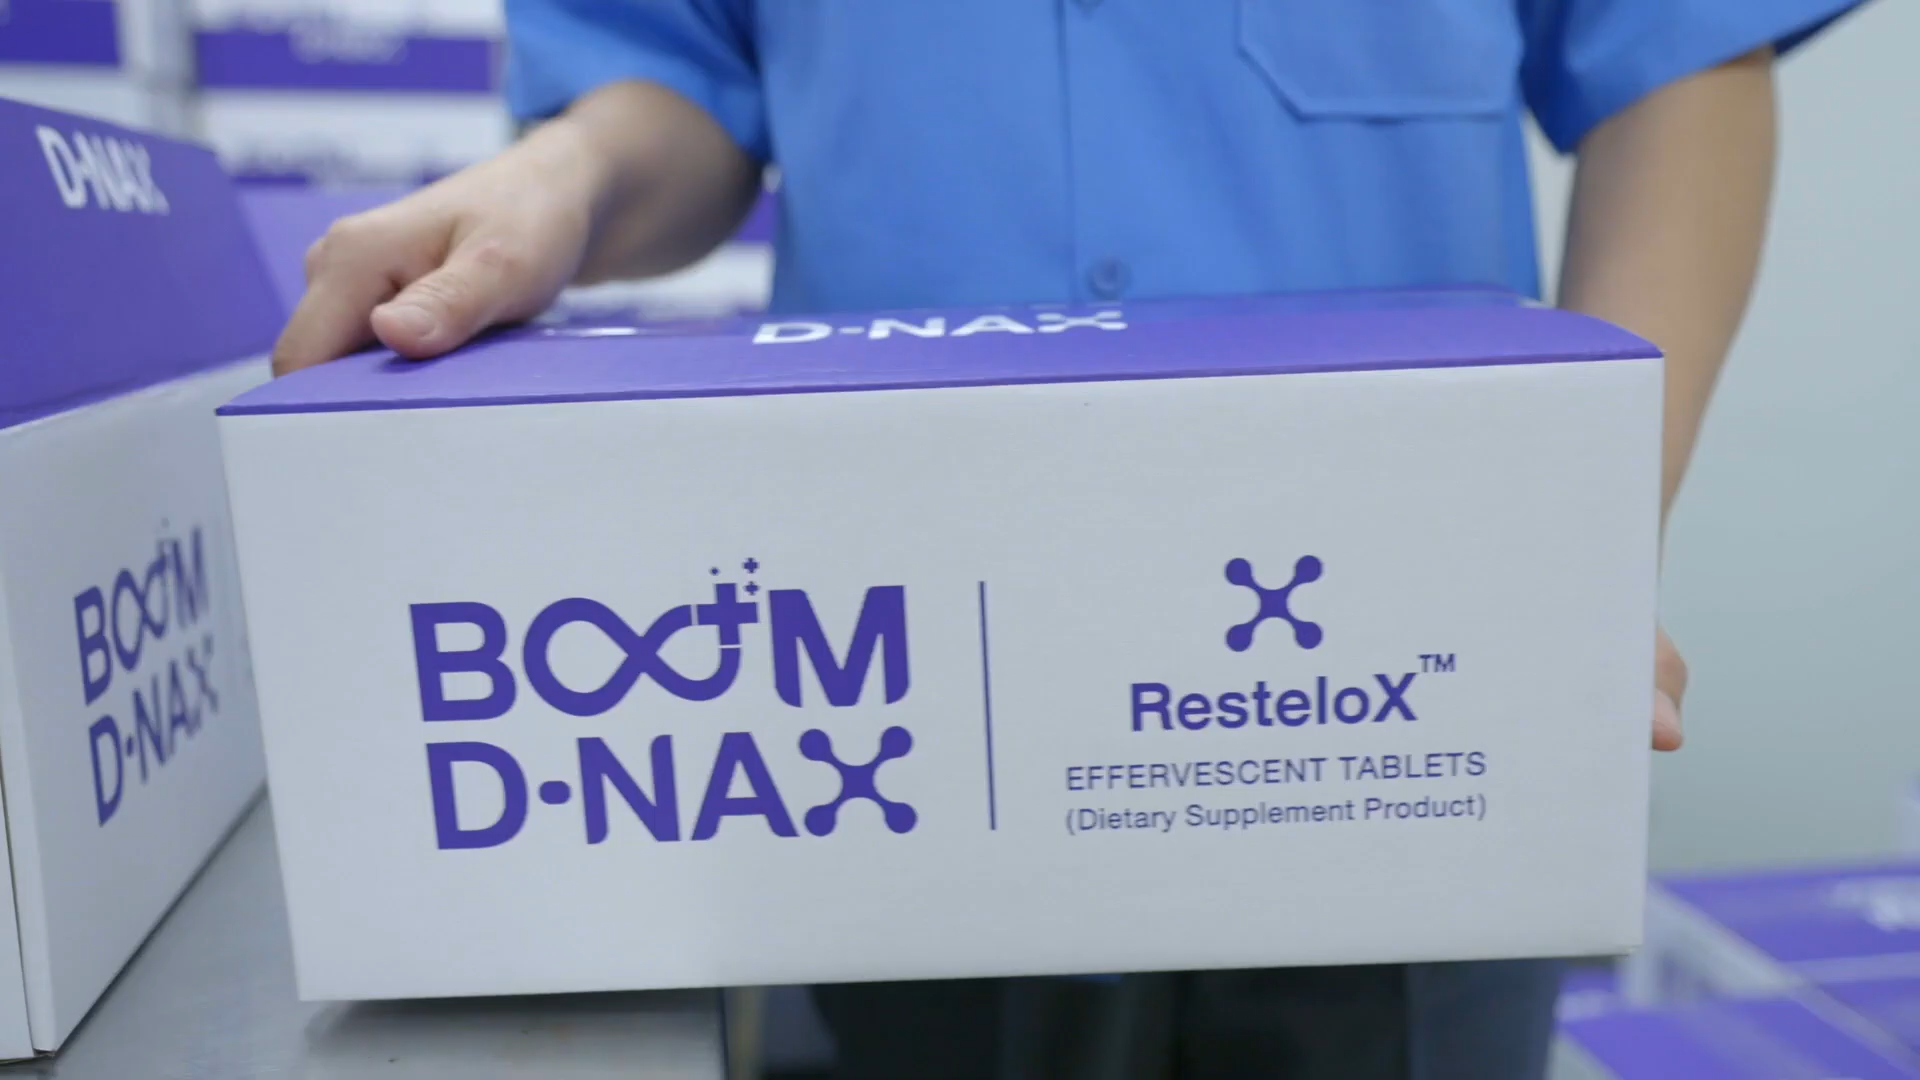 D·NAX
D·NAX
BOOM
D·NAX
BOOM
D·NAX
ResteloX™
EFFERVESCENT TABLETS
(Dietary Supplement Product)